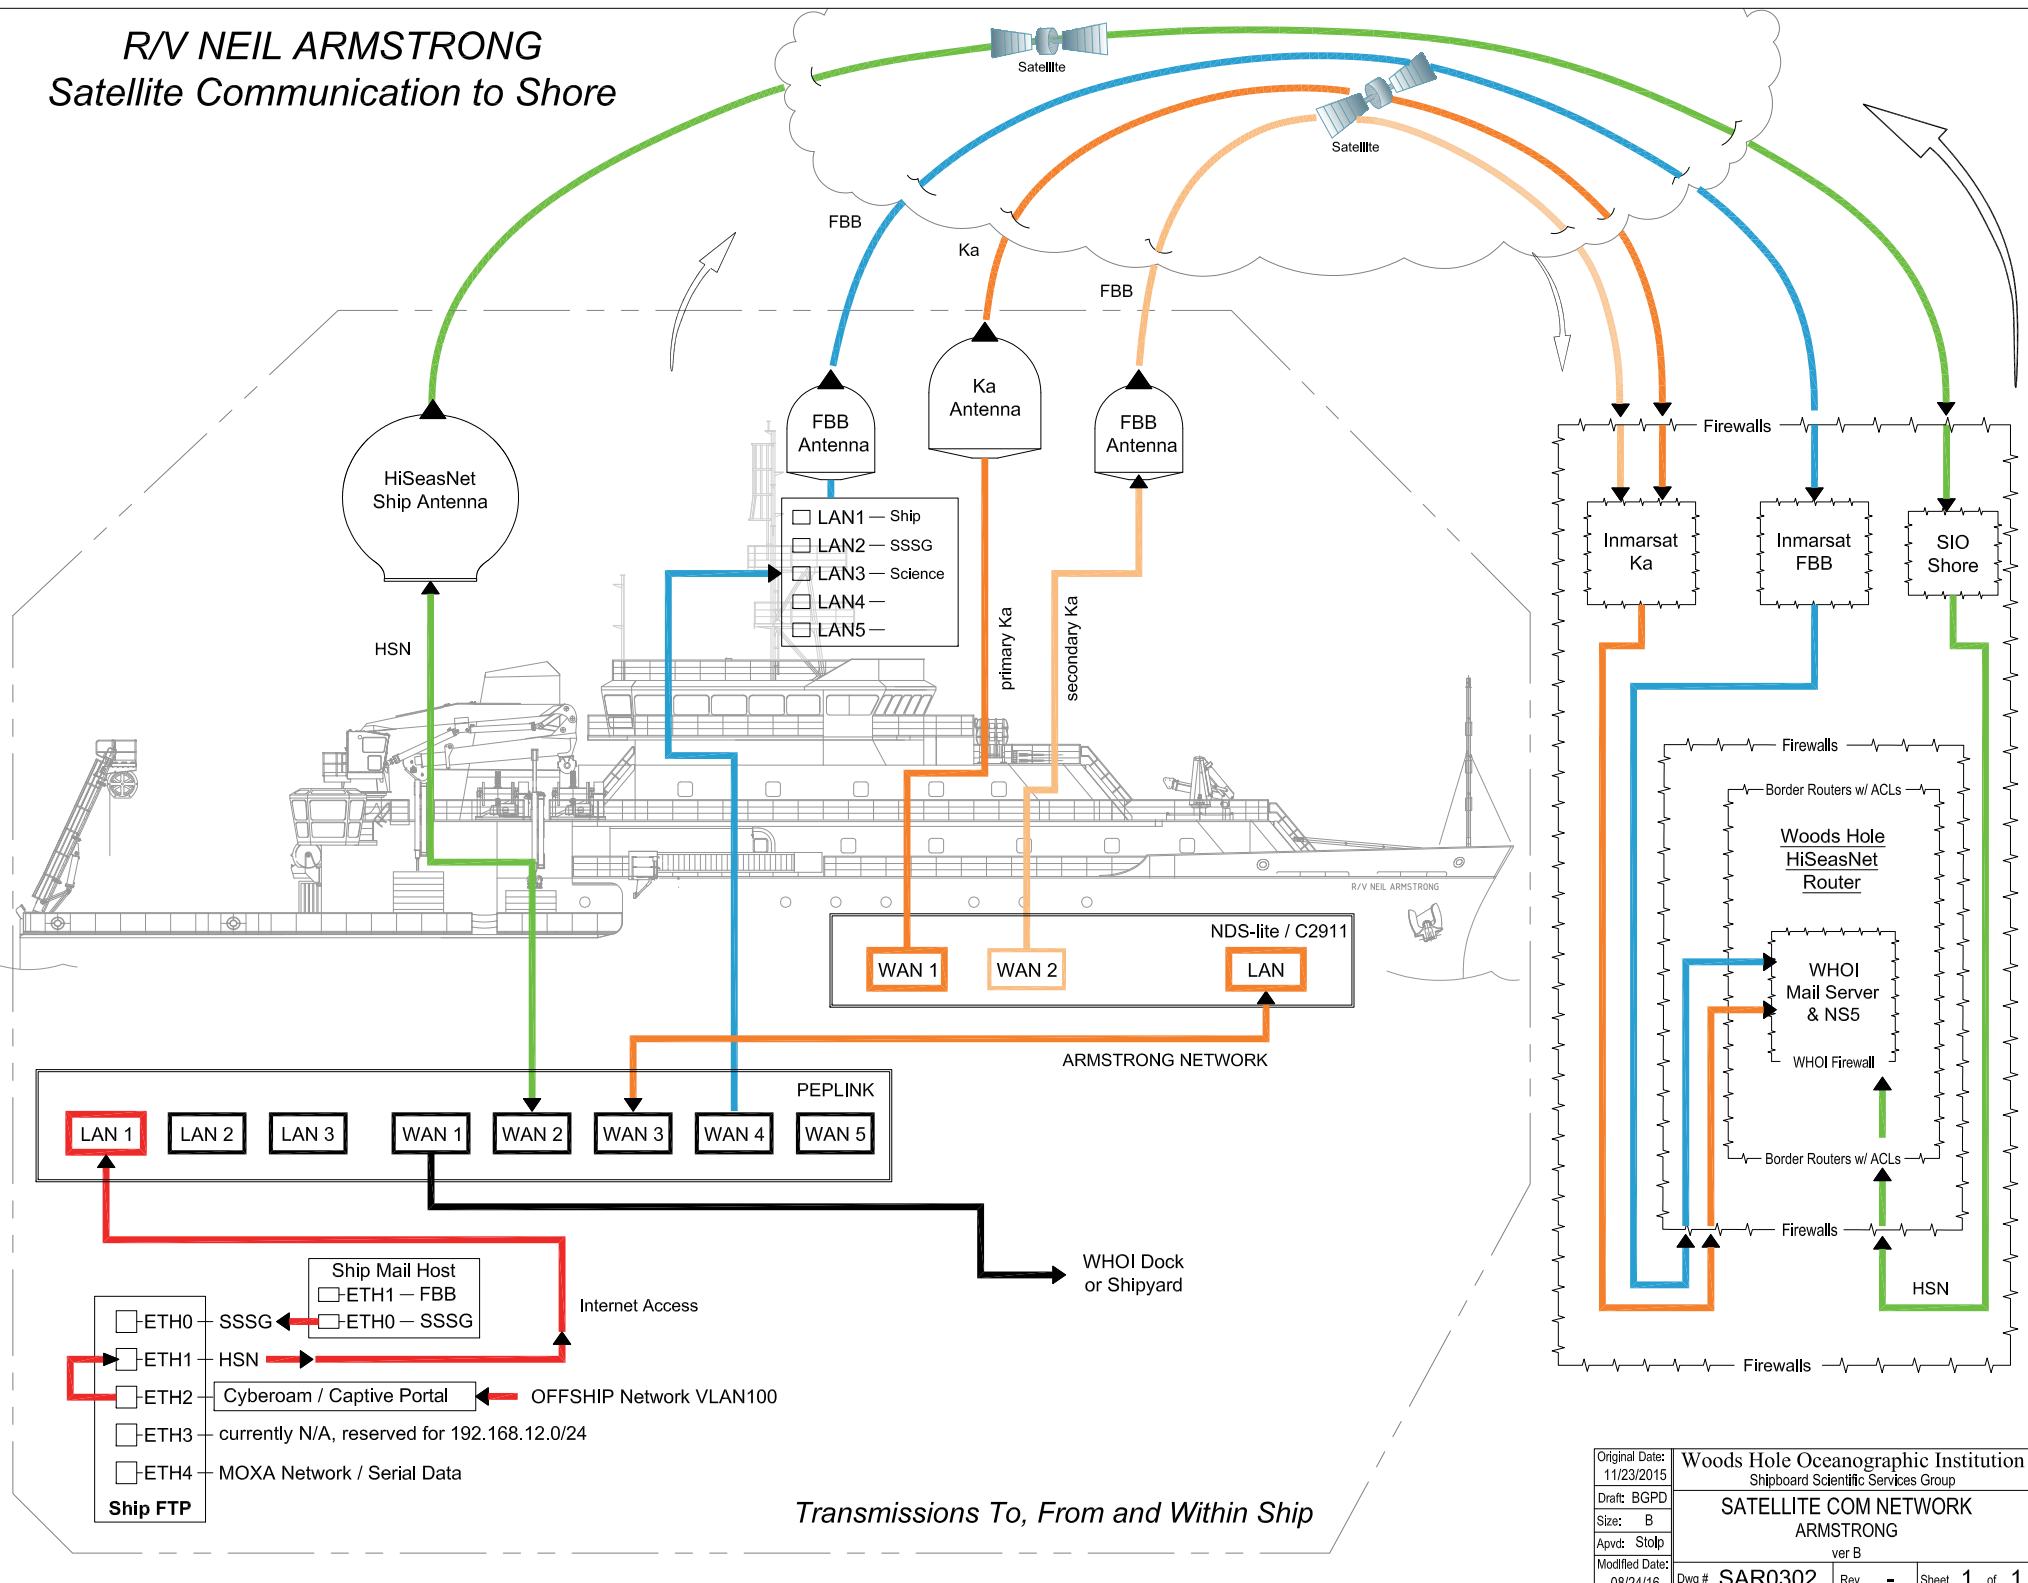 R/V NEIL ARMSTRONG
Satellite Communication to Shore
Satellite
Satellite
FBB
Ka
FBB
HiSeasNet
Ship Antenna
FBB
Antenna
Ka
Antenna
FBB
Antenna
LAN1 — Ship
LAN2 — SSSG
LAN3 — Science
LAN4 —
LAN5 —
HSN
primary Ka
secondary Ka
R/V NEIL ARMSTRONG
NDS-lite / C2911
WAN 1
WAN 2
LAN
ARMSTRONG NETWORK
PEPLINK
LAN 1
LAN 2
LAN 3
WAN 1
WAN 2
WAN 3
WAN 4
WAN 5
WHOI Dock
or Shipyard
Internet Access
Ship Mail Host
ETH1 — FBB
ETH0 — SSSG
ETH0 — SSSG
ETH1 — HSN
ETH2 — Cyberoam / Captive Portal
OFFSHIP Network VLAN100
ETH3 — currently N/A, reserved for 192.168.12.0/24
ETH4 — MOXA Network / Serial Data
Ship FTP
Transmissions To, From and Within Ship
Firewalls
Inmarsat
Ka
Inmarsat
FBB
SIO
Shore
Firewalls
Border Routers w/ ACLs
Woods Hole
HiSeasNet
Router
WHOI
Mail Server
& NS5
WHOI Firewall
Border Routers w/ ACLs
Firewalls
HSN
Firewalls
Original Date:
11/23/2015
Draft: BGPD
Size: B
Apvd: Stolp
Modified Date:
08/24/16
Woods Hole Oceanographic Institution
Shipboard Scientific Services Group
SATELLITE COM NETWORK
ARMSTRONG
ver B
Dwg # SAR0302
Rev -
Sheet 1 of 1